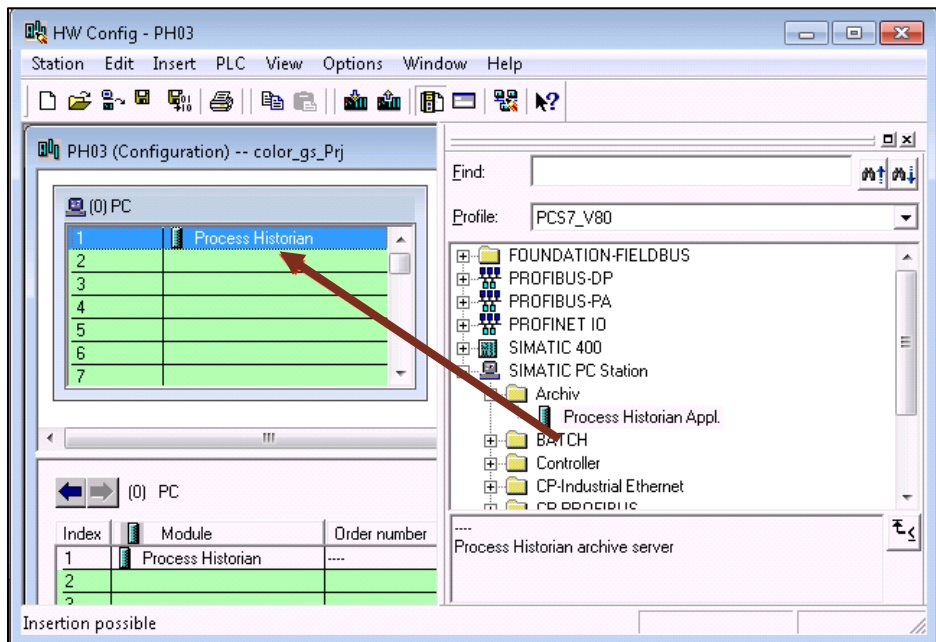 HW Config - PH03
Station Edit Insert PLC View Options Window Help
PH03 (Configuration) -- color_gs_Prj
(0) PC
1 Process Historian
2
3
4
5
6
7
(0) PC
Index Module Order number
1 Process Historian ----
2
3
Find:
Profile: PCS7_V80
FOUNDATION-FIELDBUS
PROFIBUS-DP
PROFIBUS-PA
PROFINET IO
SIMATIC 400
SIMATIC PC Station
Archiv
Process Historian Appl.
BATCH
Controller
CP-Industrial Ethernet
CP-PROFIBUS
----
Process Historian archive server
Insertion possible